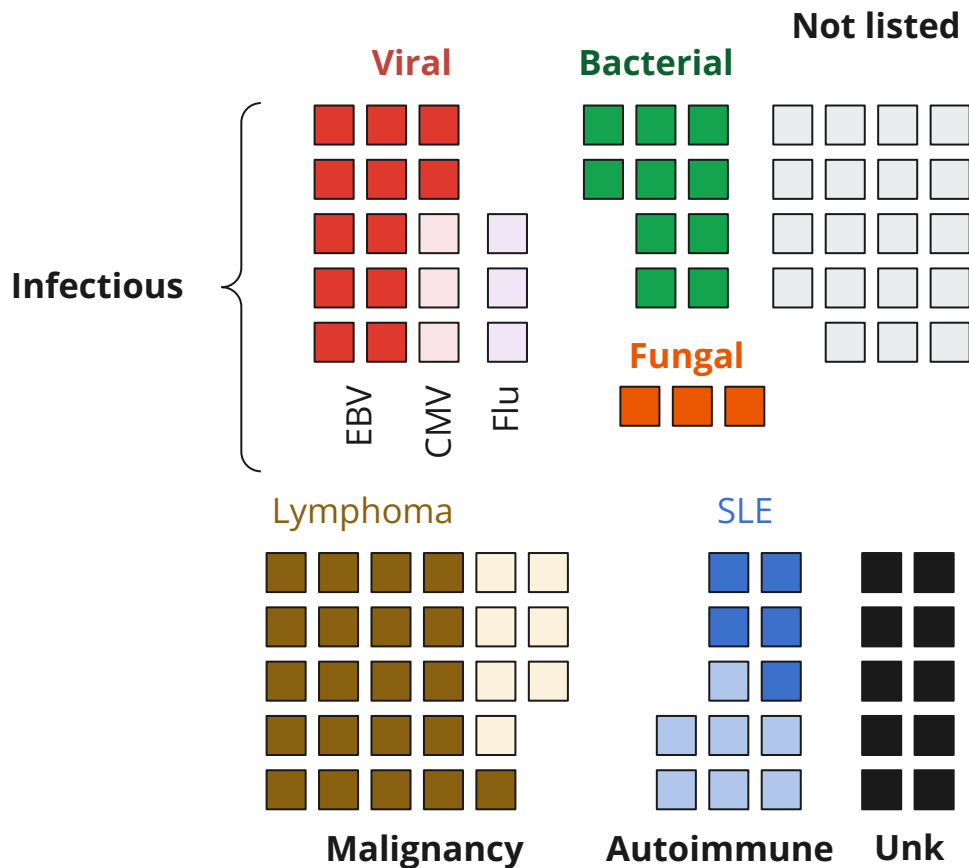 Not listed
Viral
Bacterial
Infectious
Fungal
EBV
CMV
Flu
Lymphoma
SLE
Malignancy
Autoimmune
Unk